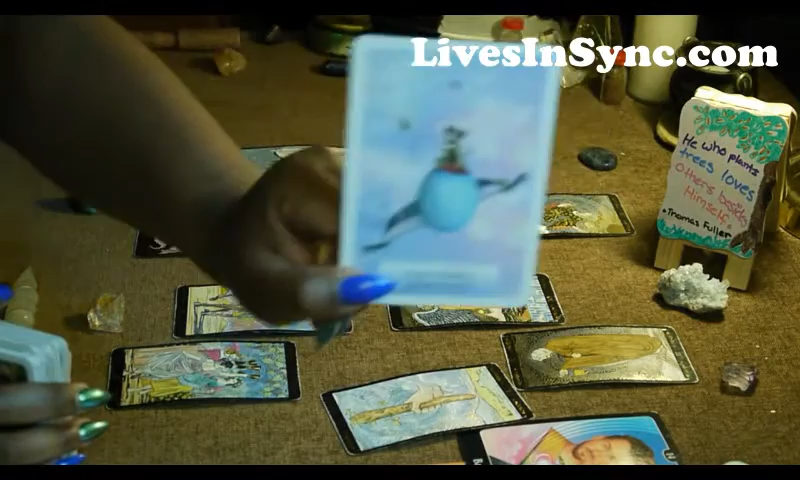 LivesInSync.com
He who plants
trees loves
others besides
Himself.
-Thomas Fuller